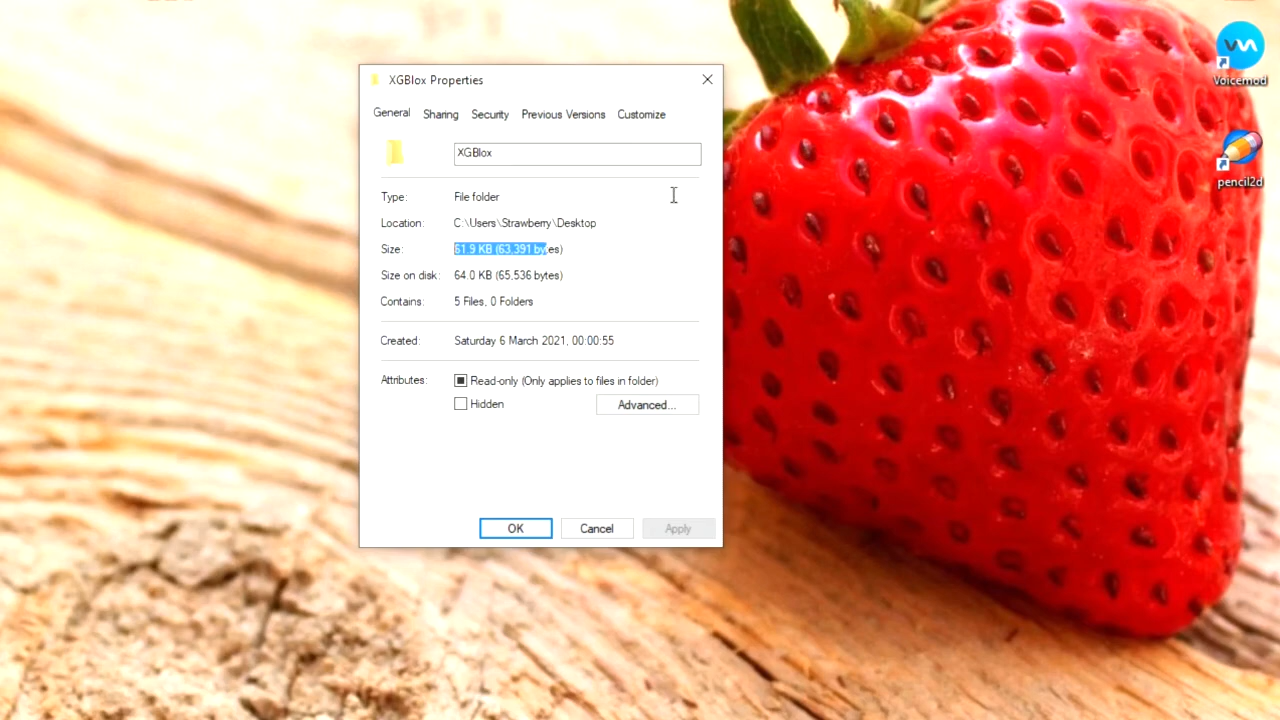 XGBlox Properties
General Sharing Security Previous Versions Customize
XGBlox
Type: File folder
Location: C:\Users\Strawberry\Desktop
Size: 61.9 KB (63,391 bytes)
Size on disk: 64.0 KB (65,536 bytes)
Contains: 5 Files, 0 Folders
Created: Saturday 6 March 2021, 00:00:55
Attributes: Read-only (Only applies to files in folder)
Hidden Advanced...
OK Cancel Apply
Voicemod
pencil2d